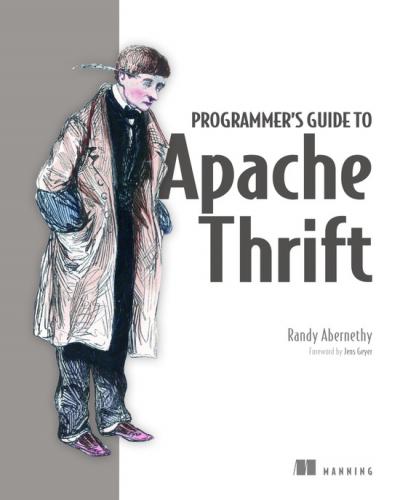 PROGRAMMER'S GUIDE TO
Apache
Thrift
Randy Abernethy
Foreword by Jens Geyer
MANNING